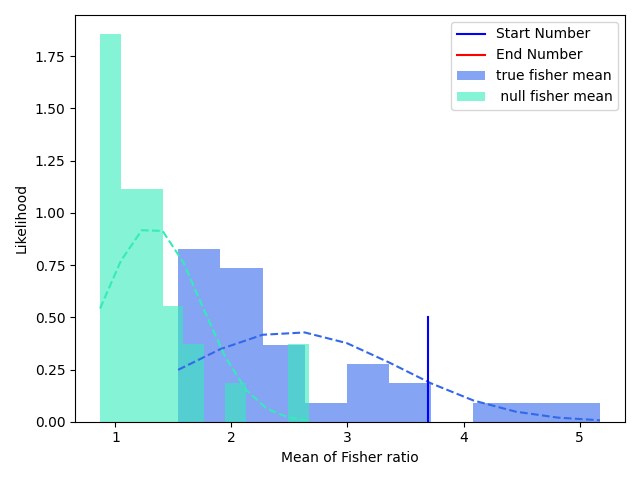 Start Number
End Number
true fisher mean
null fisher mean
1.75
1.50
1.25
1.00
0.75
0.50
0.25
0.00
Likelihood
1 2 3 4 5
Mean of Fisher ratio